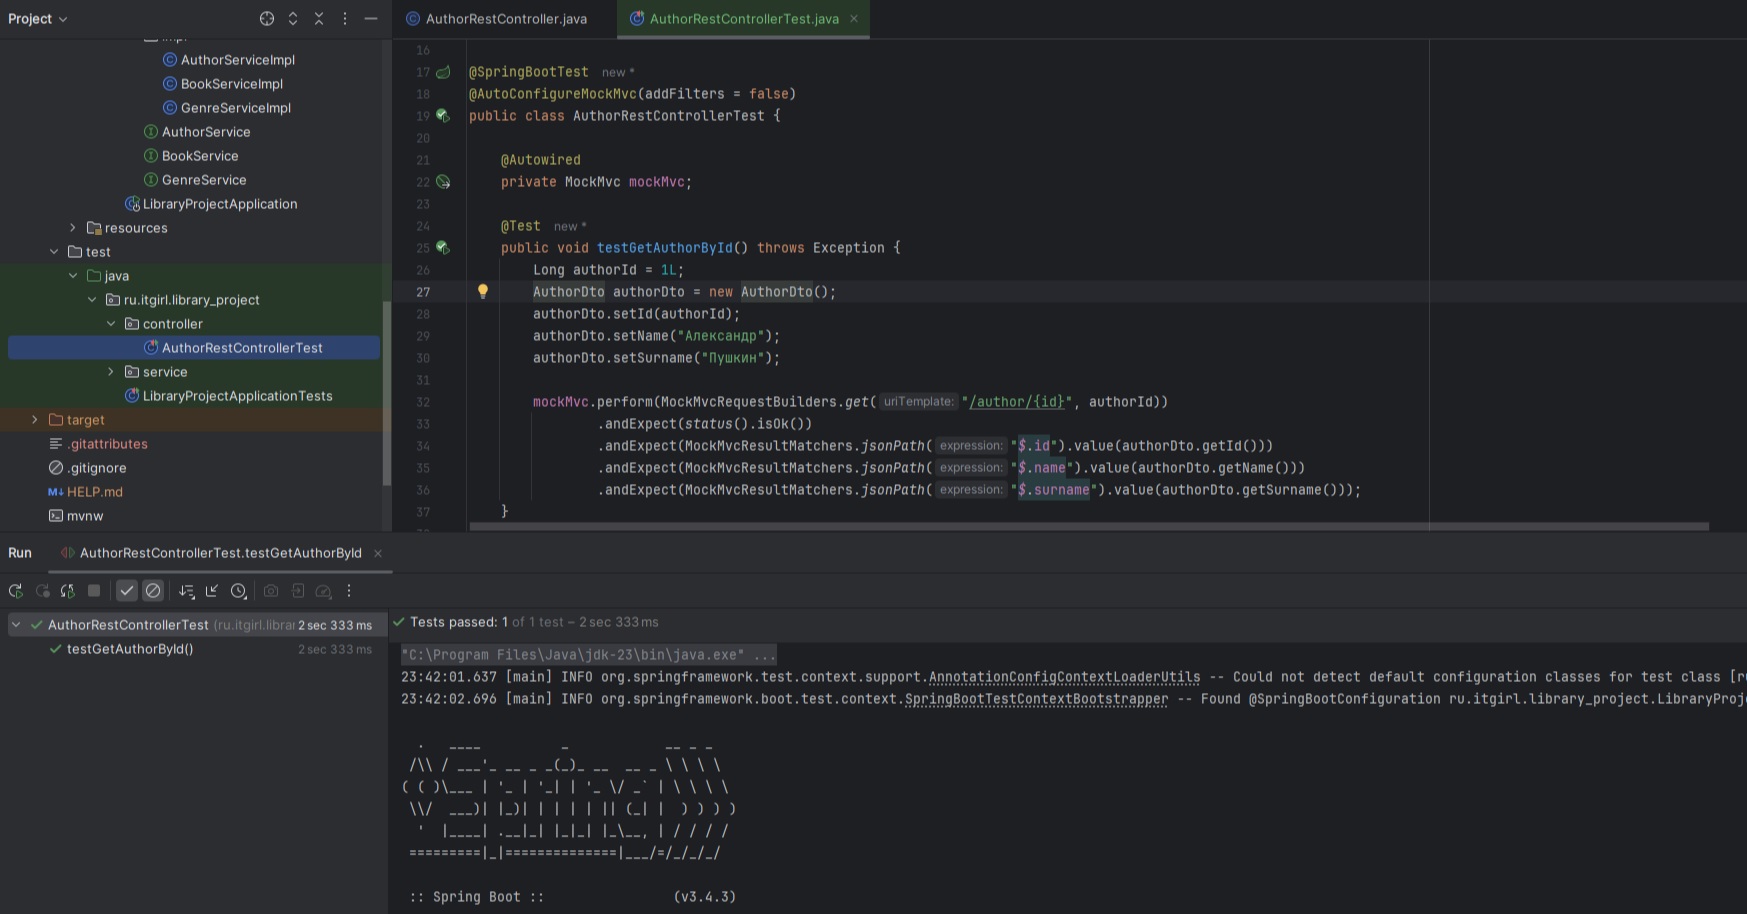 Project
AuthorRestController.java
AuthorRestControllerTest.java
AuthorServiceImpl
BookServiceImpl
GenreServiceImpl
AuthorService
BookService
GenreService
LibraryProjectApplication
resources
test
java
ru.itgirl.library_project
controller
AuthorRestControllerTest
service
LibraryProjectApplicationTests
target
.gitattributes
.gitignore
M↓ HELP.md
mvnw
16
17 @SpringBootTest new *
18 @AutoConfigureMockMvc(addFilters = false)
19 public class AuthorRestControllerTest {
20
21 @Autowired
22 private MockMvc mockMvc;
23
24 @Test new *
25 public void testGetAuthorById() throws Exception {
26 Long authorId = 1L;
27 AuthorDto authorDto = new AuthorDto();
28 authorDto.setId(authorId);
29 authorDto.setName("Александр");
30 authorDto.setSurname("Пушкин");
31
32 mockMvc.perform(MockMvcRequestBuilders.get( uriTemplate: "/author/{id}", authorId))
33 .andExpect(status().isOk())
34 .andExpect(MockMvcResultMatchers.jsonPath( expression: "$.id").value(authorDto.getId()))
35 .andExpect(MockMvcResultMatchers.jsonPath( expression: "$.name").value(authorDto.getName()))
36 .andExpect(MockMvcResultMatchers.jsonPath( expression: "$.surname").value(authorDto.getSurname()));
37 }
Run AuthorRestControllerTest.testGetAuthorById
AuthorRestControllerTest (ru.itgirl.librar 2 sec 333 ms
testGetAuthorById() 2 sec 333 ms
Tests passed: 1 of 1 test – 2 sec 333 ms
"C:\Program Files\Java\jdk-23\bin\java.exe" ...
23:42:01.637 [main] INFO org.springframework.test.context.support.AnnotationConfigContextLoaderUtils -- Could not detect default configuration classes for test class [ru
23:42:02.696 [main] INFO org.springframework.boot.test.context.SpringBootTestContextBootstrapper -- Found @SpringBootConfiguration ru.itgirl.library_project.LibraryProj
  .   ____          _            __ _ _
 /\\ / ___'_ __ _ _(_)_ __  __ _ \ \ \ \
( ( )\___ | '_ | '_| | '_ \/ _` | \ \ \ \
 \\/  ___)| |_)| | | | | || (_| |  ) ) ) )
  '  |____| .__|_| |_|_| |_\__, | / / / /
 =========|_|==============|___/=/_/_/_/
:: Spring Boot :: (v3.4.3)